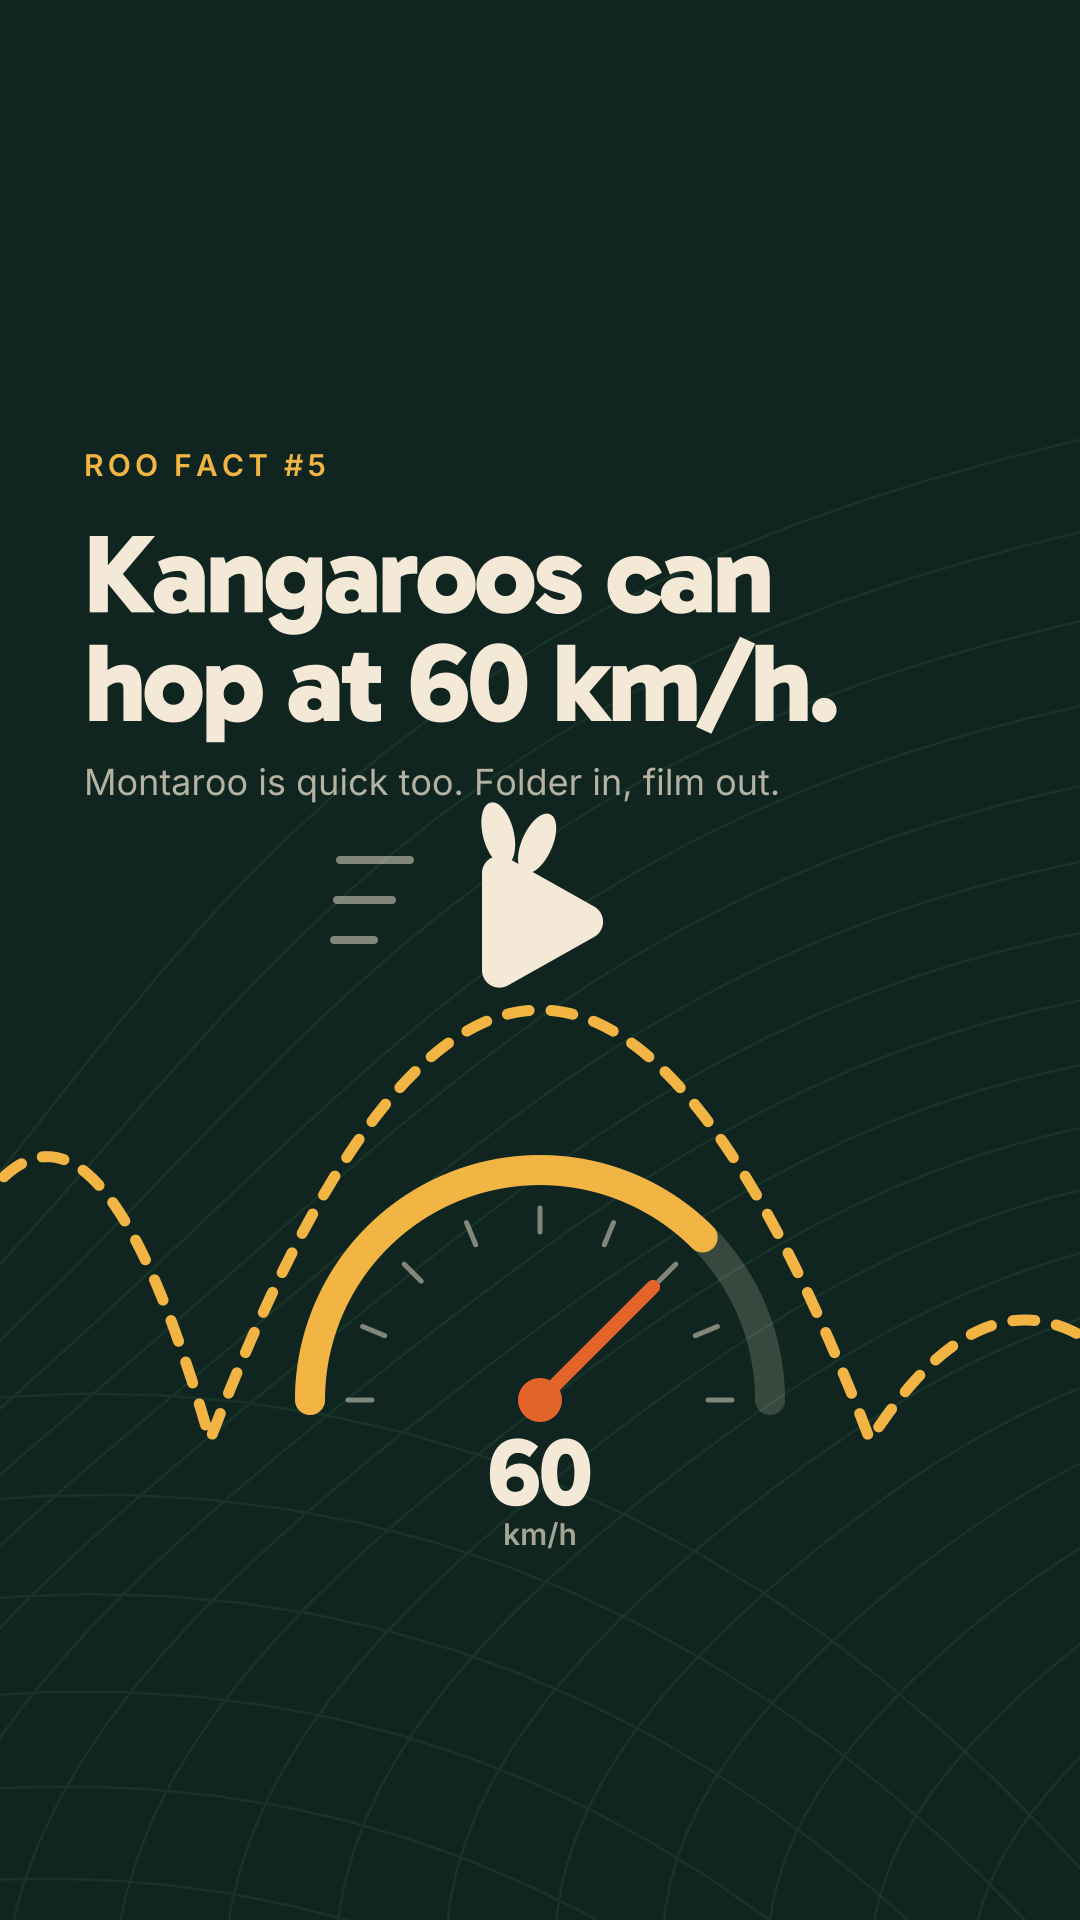 ROO FACT #5
Kangaroos can
hop at 60 km/h.
Montaroo is quick too. Folder in, film out.
60
km/h